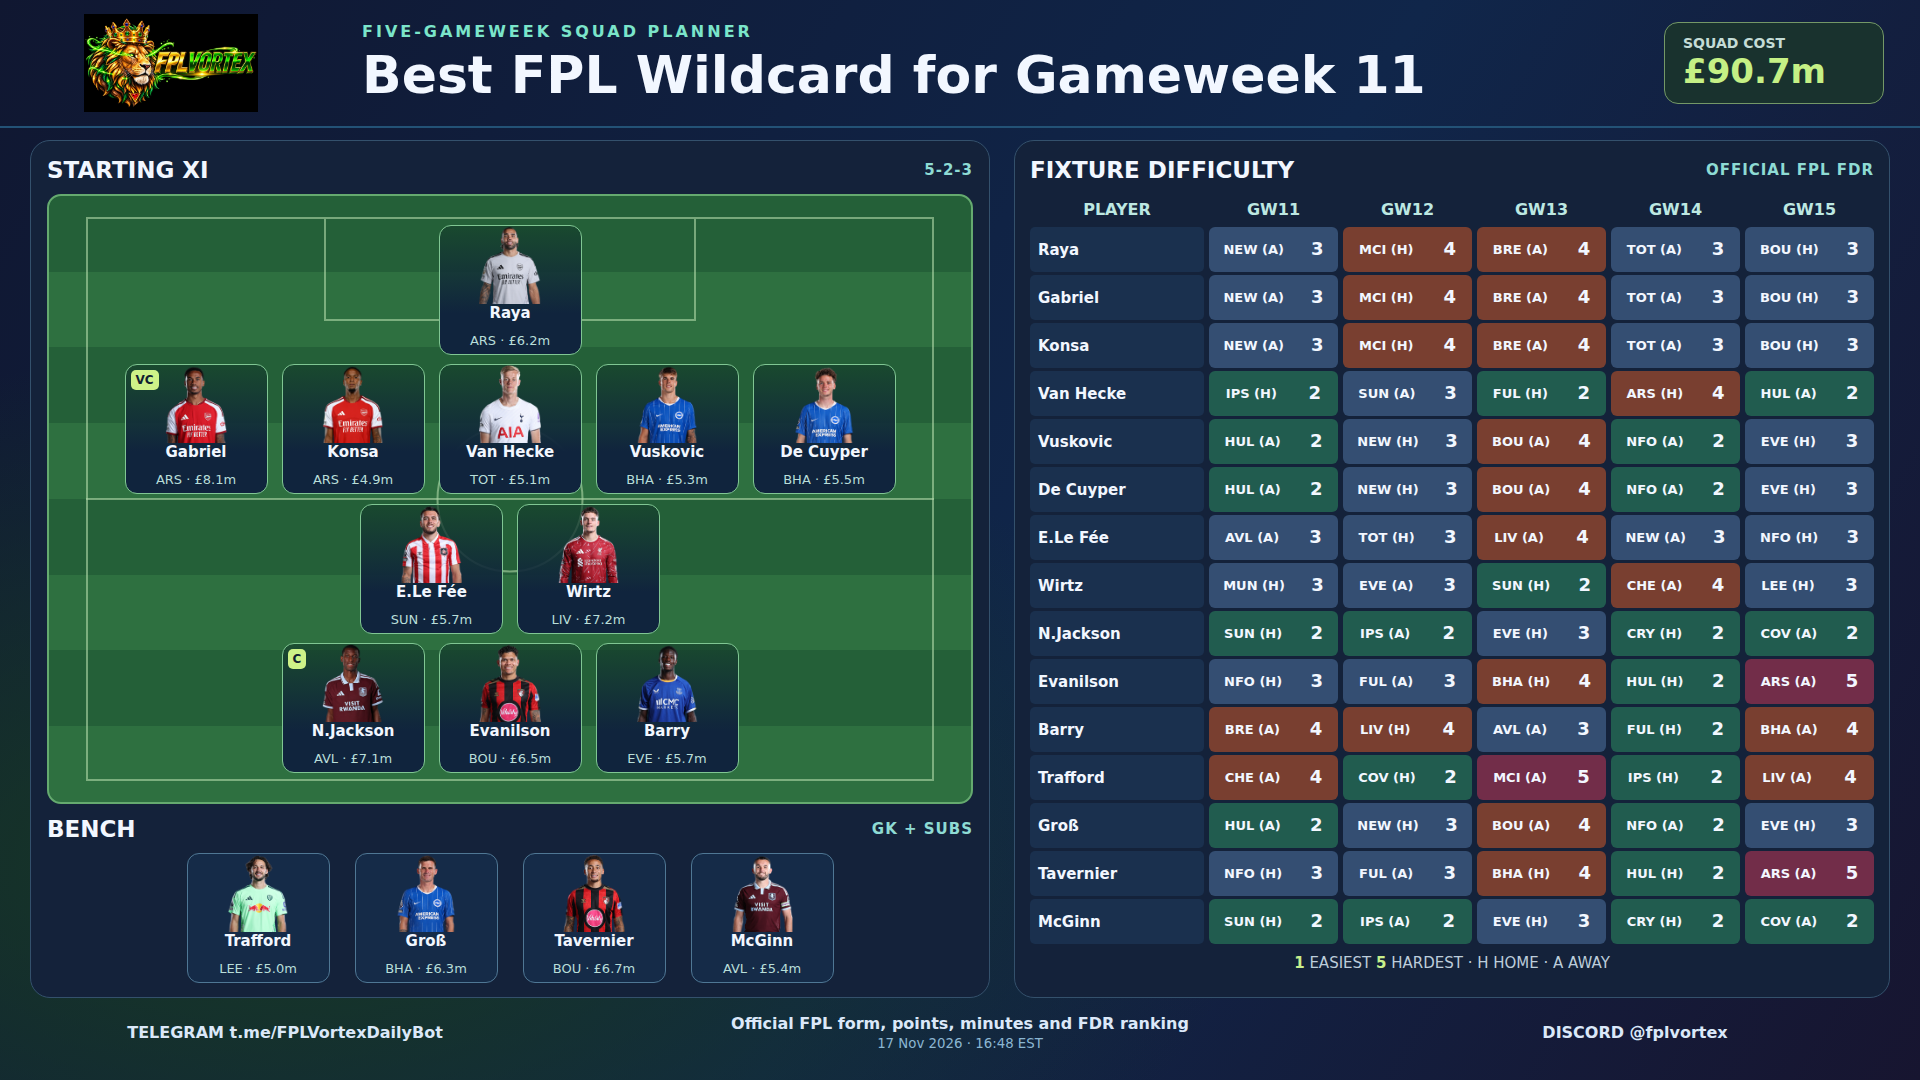 FPLVORTEX
FIVE-GAMEWEEK SQUAD PLANNER
Best FPL Wildcard for Gameweek 11
SQUAD COST
£90.7m
STARTING XI
5-2-3
Raya
ARS · £6.2m
VC
Gabriel
ARS · £8.1m
Konsa
ARS · £4.9m
Van Hecke
TOT · £5.1m
Vuskovic
BHA · £5.3m
De Cuyper
BHA · £5.5m
E.Le Fée
SUN · £5.7m
Wirtz
LIV · £7.2m
C
N.Jackson
AVL · £7.1m
Evanilson
BOU · £6.5m
Barry
EVE · £5.7m
BENCH
GK + SUBS
Trafford
LEE · £5.0m
Groß
BHA · £6.3m
Tavernier
BOU · £6.7m
McGinn
AVL · £5.4m
FIXTURE DIFFICULTY
OFFICIAL FPL FDR
PLAYER GW11 GW12 GW13 GW14 GW15
Raya NEW (A) 3 MCI (H) 4 BRE (A) 4 TOT (A) 3 BOU (H) 3
Gabriel NEW (A) 3 MCI (H) 4 BRE (A) 4 TOT (A) 3 BOU (H) 3
Konsa NEW (A) 3 MCI (H) 4 BRE (A) 4 TOT (A) 3 BOU (H) 3
Van Hecke IPS (H) 2 SUN (A) 3 FUL (H) 2 ARS (H) 4 HUL (A) 2
Vuskovic HUL (A) 2 NEW (H) 3 BOU (A) 4 NFO (A) 2 EVE (H) 3
De Cuyper HUL (A) 2 NEW (H) 3 BOU (A) 4 NFO (A) 2 EVE (H) 3
E.Le Fée AVL (A) 3 TOT (H) 3 LIV (A) 4 NEW (A) 3 NFO (H) 3
Wirtz MUN (H) 3 EVE (A) 3 SUN (H) 2 CHE (A) 4 LEE (H) 3
N.Jackson SUN (H) 2 IPS (A) 2 EVE (H) 3 CRY (H) 2 COV (A) 2
Evanilson NFO (H) 3 FUL (A) 3 BHA (H) 4 HUL (H) 2 ARS (A) 5
Barry BRE (A) 4 LIV (H) 4 AVL (A) 3 FUL (H) 2 BHA (A) 4
Trafford CHE (A) 4 COV (H) 2 MCI (A) 5 IPS (H) 2 LIV (A) 4
Groß HUL (A) 2 NEW (H) 3 BOU (A) 4 NFO (A) 2 EVE (H) 3
Tavernier NFO (H) 3 FUL (A) 3 BHA (H) 4 HUL (H) 2 ARS (A) 5
McGinn SUN (H) 2 IPS (A) 2 EVE (H) 3 CRY (H) 2 COV (A) 2
1 EASIEST 5 HARDEST · H HOME · A AWAY
TELEGRAM t.me/FPLVortexDailyBot
Official FPL form, points, minutes and FDR ranking
17 Nov 2026 · 16:48 EST
DISCORD @fplvortex